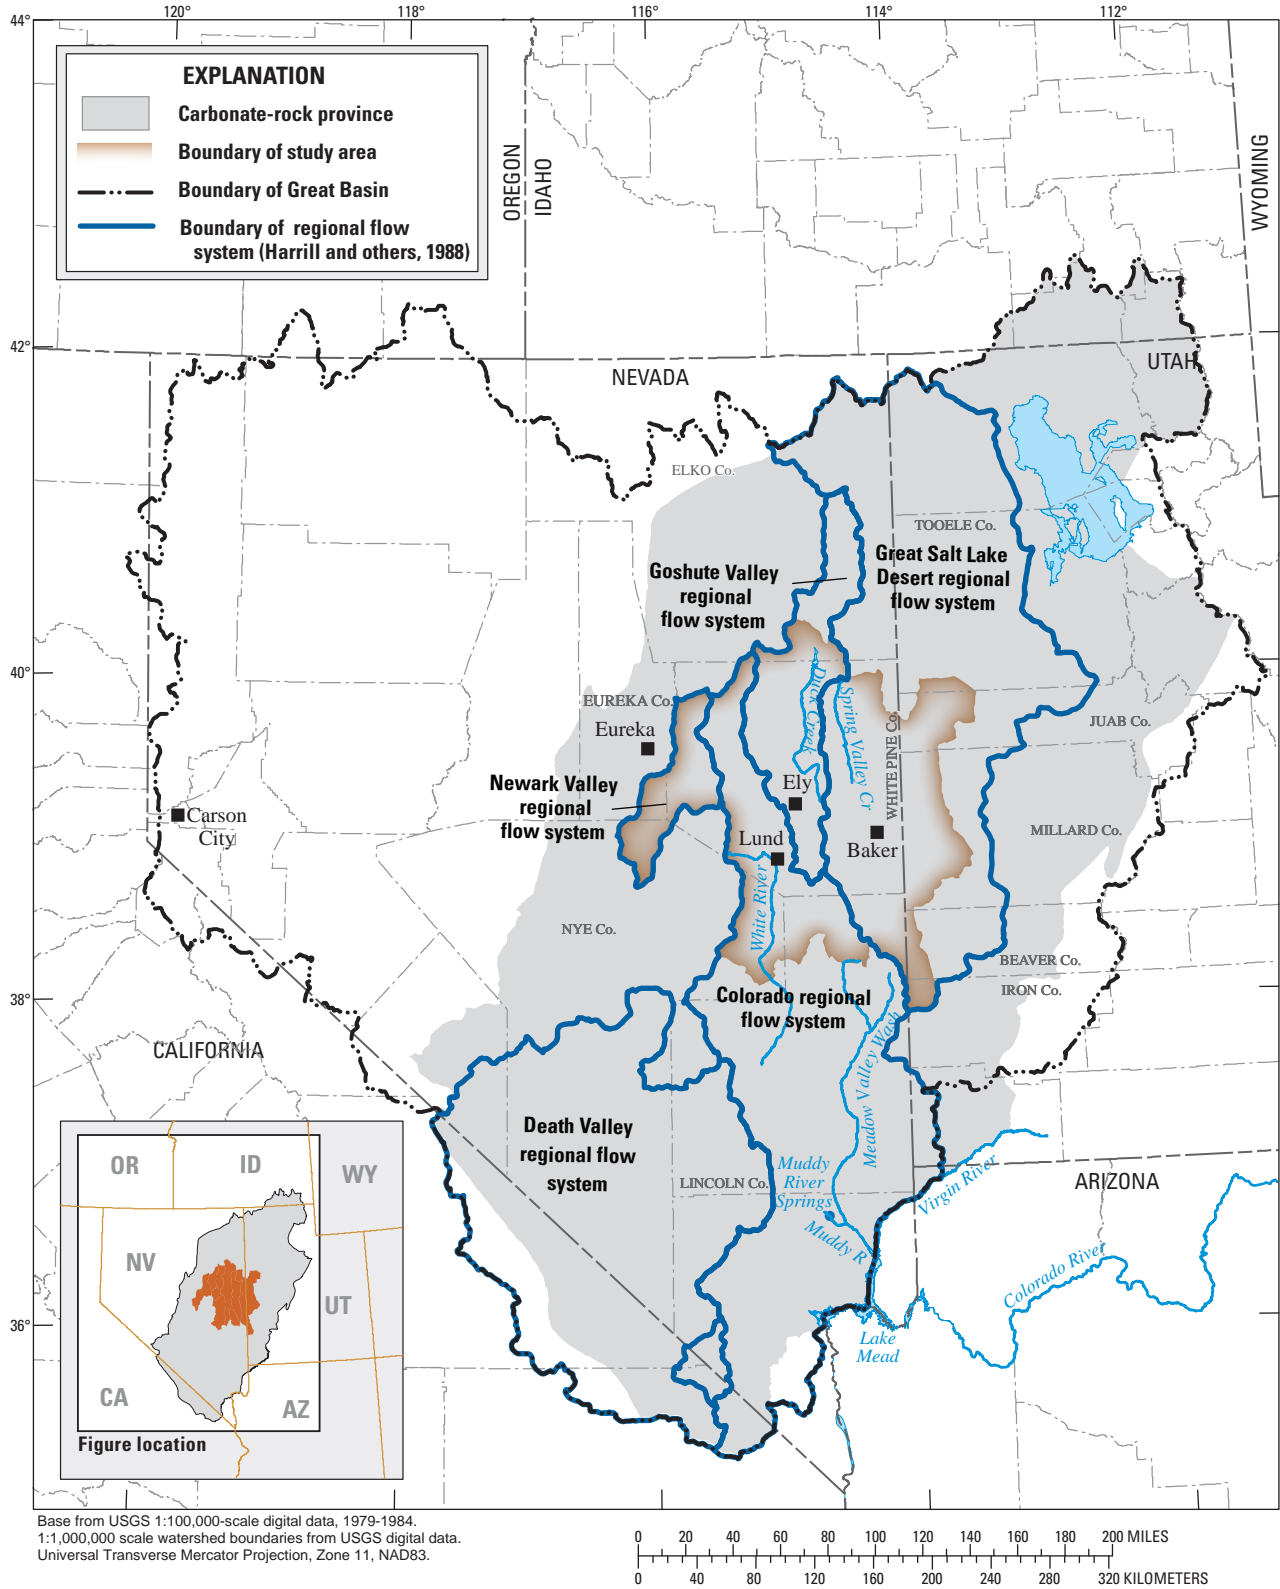 120°
118°
116°
114°
112°
44°
42°
40°
38°
36°
EXPLANATION
Carbonate-rock province
Boundary of study area
Boundary of Great Basin
Boundary of regional flow
system (Harrill and others, 1988)
OREGON
IDAHO
WYOMING
NEVADA
UTAH
ELKO Co.
TOOELE Co.
Great Salt Lake
Desert regional
flow system
Goshute Valley
regional
flow system
EUREKA Co.
Eureka
Duck Creek
Spring Valley Cr
WHITE PINE Co.
JUAB Co.
Newark Valley
regional
flow system
Ely
Carson
City
Lund
Baker
MILLARD Co.
White River
NYE Co.
BEAVER Co.
IRON Co.
Colorado regional
flow system
CALIFORNIA
Meadow Valley Wash
Death Valley
regional flow
system
LINCOLN Co.
Muddy
River
Springs
Muddy R
Virgin River
ARIZONA
Colorado River
Lake
Mead
OR
ID
WY
NV
UT
CA
AZ
Figure location
Base from USGS 1:100,000-scale digital data, 1979-1984.
1:1,000,000 scale watershed boundaries from USGS digital data.
Universal Transverse Mercator Projection, Zone 11, NAD83.
0 20 40 60 80 100 120 140 160 180 200 MILES
0 40 80 120 160 200 240 280 320 KILOMETERS